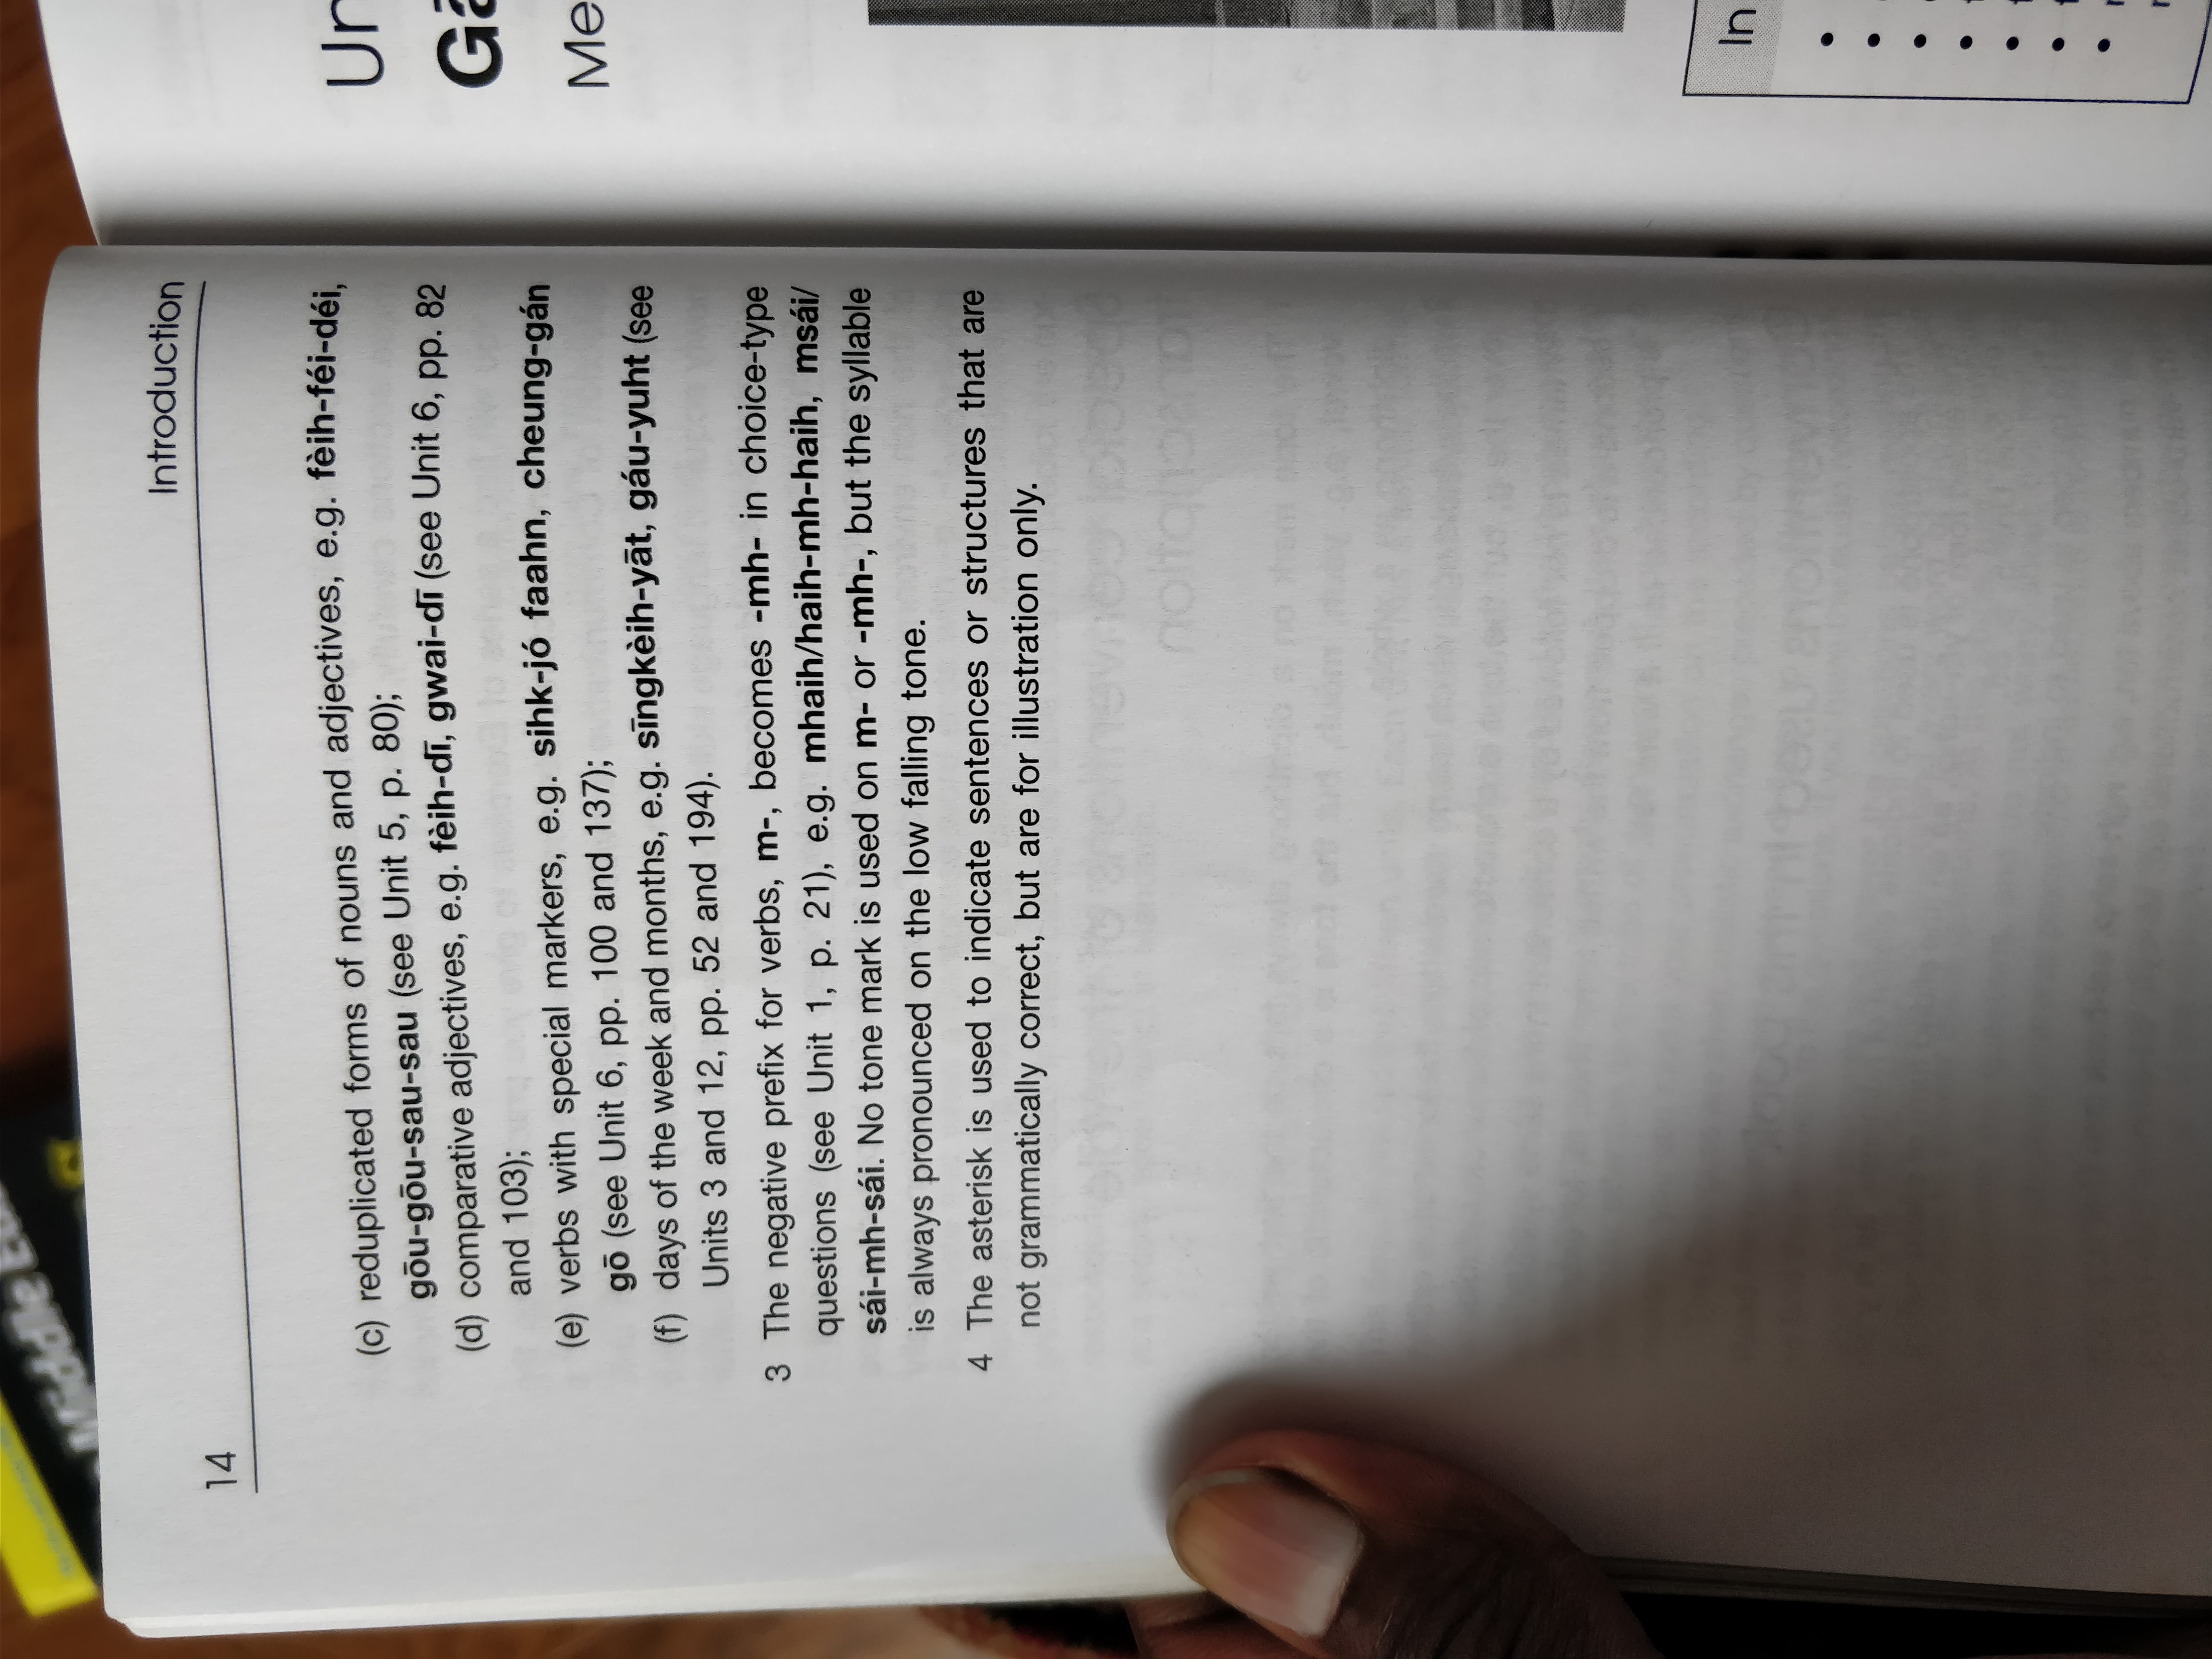 14
Introduction
(c) reduplicated forms of nouns and adjectives, e.g. fèih-féi-déi,
gōu-gōu-sau-sau (see Unit 5, p. 80);
(d) comparative adjectives, e.g. fèih-dī, gwai-dī (see Unit 6, pp. 82
and 103);
(e) verbs with special markers, e.g. sihk-jó faahn, cheung-gán
gō (see Unit 6, pp. 100 and 137);
(f) days of the week and months, e.g. sīngkèih-yāt, gáu-yuht (see
Units 3 and 12, pp. 52 and 194).
3 The negative prefix for verbs, m-, becomes -mh- in choice-type
questions (see Unit 1, p. 21), e.g. mhaih/haih-mh-haih, msái/
sái-mh-sái. No tone mark is used on m- or -mh-, but the syllable
is always pronounced on the low falling tone.
4 The asterisk is used to indicate sentences or structures that are
not grammatically correct, but are for illustration only.
Me
In